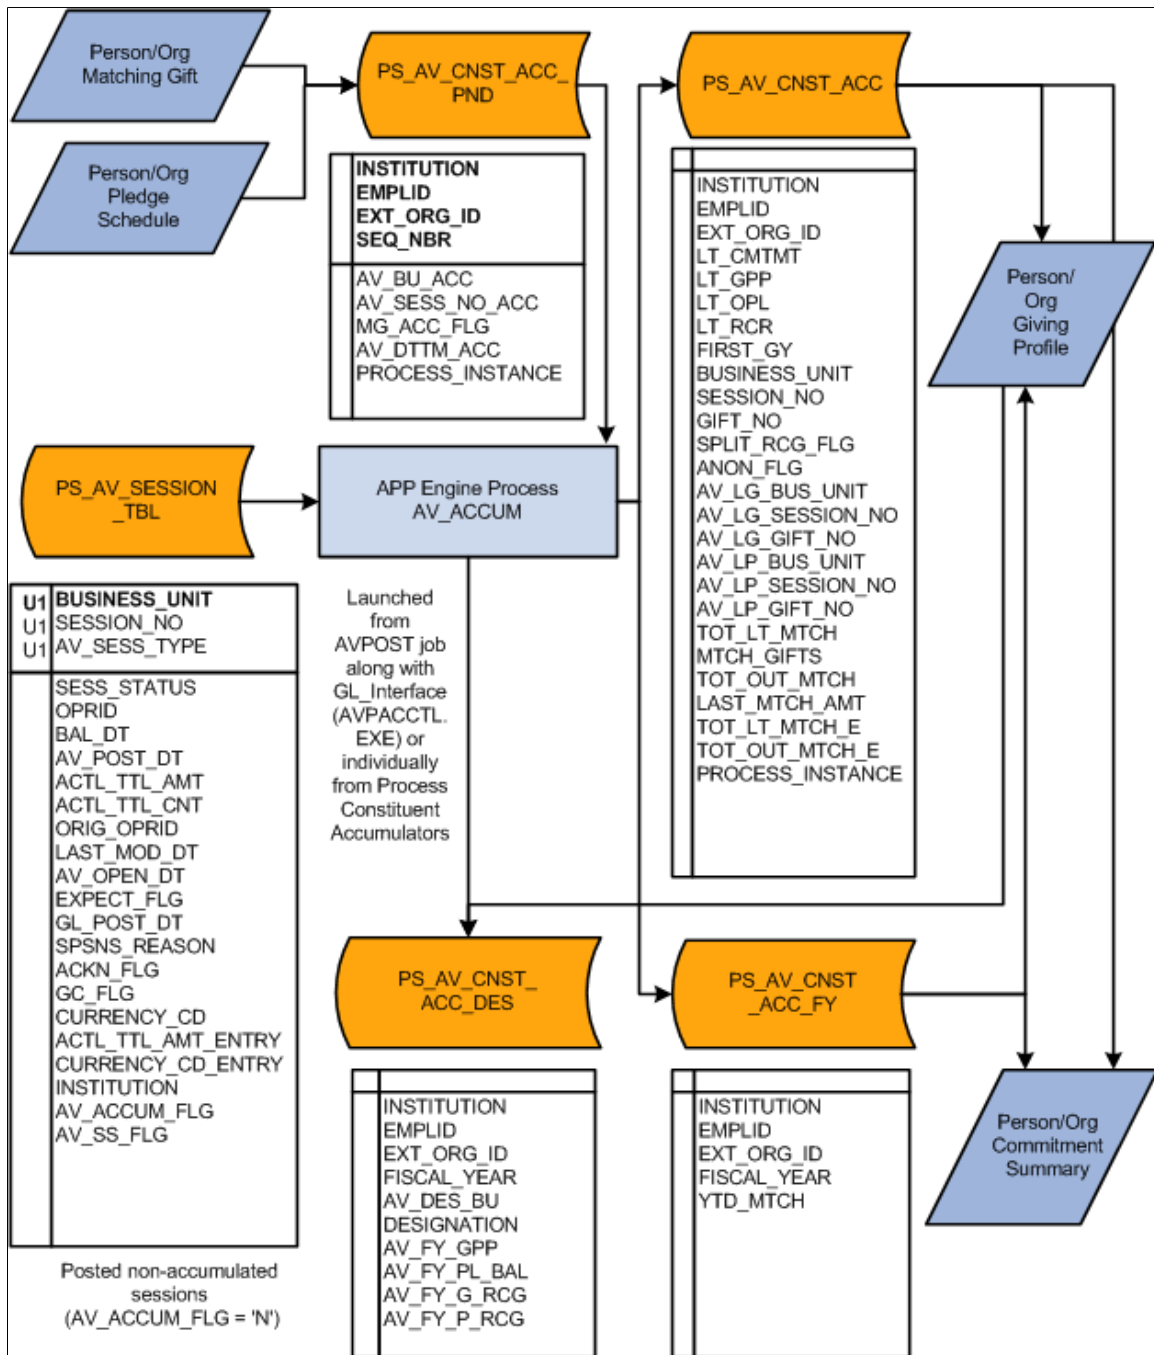 Person/Org
Matching Gift
PS_AV_CNST_ACC_
PND
PS_AV_CNST_ACC
Person/Org
Pledge
Schedule
INSTITUTION
EMPLID
EXT_ORG_ID
SEQ_NBR
AV_BU_ACC
AV_SESS_NO_ACC
MG_ACC_FLG
AV_DTTM_ACC
PROCESS_INSTANCE
INSTITUTION
EMPLID
EXT_ORG_ID
LT_CMTMT
LT_GPP
LT_OPL
LT_RCR
FIRST_GY
BUSINESS_UNIT
SESSION_NO
GIFT_NO
SPLIT_RCG_FLG
ANON_FLG
AV_LG_BUS_UNIT
AV_LG_SESSION_NO
AV_LG_GIFT_NO
AV_LP_BUS_UNIT
AV_LP_SESSION_NO
AV_LP_GIFT_NO
TOT_LT_MTCH
MTCH_GIFTS
TOT_OUT_MTCH
LAST_MTCH_AMT
TOT_LT_MTCH_E
TOT_OUT_MTCH_E
PROCESS_INSTANCE
Person/
Org
Giving
Profile
PS_AV_SESSION
_TBL
APP Engine Process
AV_ACCUM
U1 BUSINESS_UNIT
U1 SESSION_NO
U1 AV_SESS_TYPE
SESS_STATUS
OPRID
BAL_DT
AV_POST_DT
ACTL_TTL_AMT
ACTL_TTL_CNT
ORIG_OPRID
LAST_MOD_DT
AV_OPEN_DT
EXPECT_FLG
GL_POST_DT
SPSNS_REASON
ACKN_FLG
GC_FLG
CURRENCY_CD
ACTL_TTL_AMT_ENTRY
CURRENCY_CD_ENTRY
INSTITUTION
AV_ACCUM_FLG
AV_SS_FLG
Posted non-accumulated
sessions
(AV_ACCUM_FLG = 'N')
Launched
from
AVPOST job
along with
GL_Interface
(AVPACCTL.
EXE) or
individually
from Process
Constituent
Accumulators
PS_AV_CNST_
ACC_DES
PS_AV_CNST
_ACC_FY
INSTITUTION
EMPLID
EXT_ORG_ID
FISCAL_YEAR
AV_DES_BU
DESIGNATION
AV_FY_GPP
AV_FY_PL_BAL
AV_FY_G_RCG
AV_FY_P_RCG
INSTITUTION
EMPLID
EXT_ORG_ID
FISCAL_YEAR
YTD_MTCH
Person/Org
Commitment
Summary